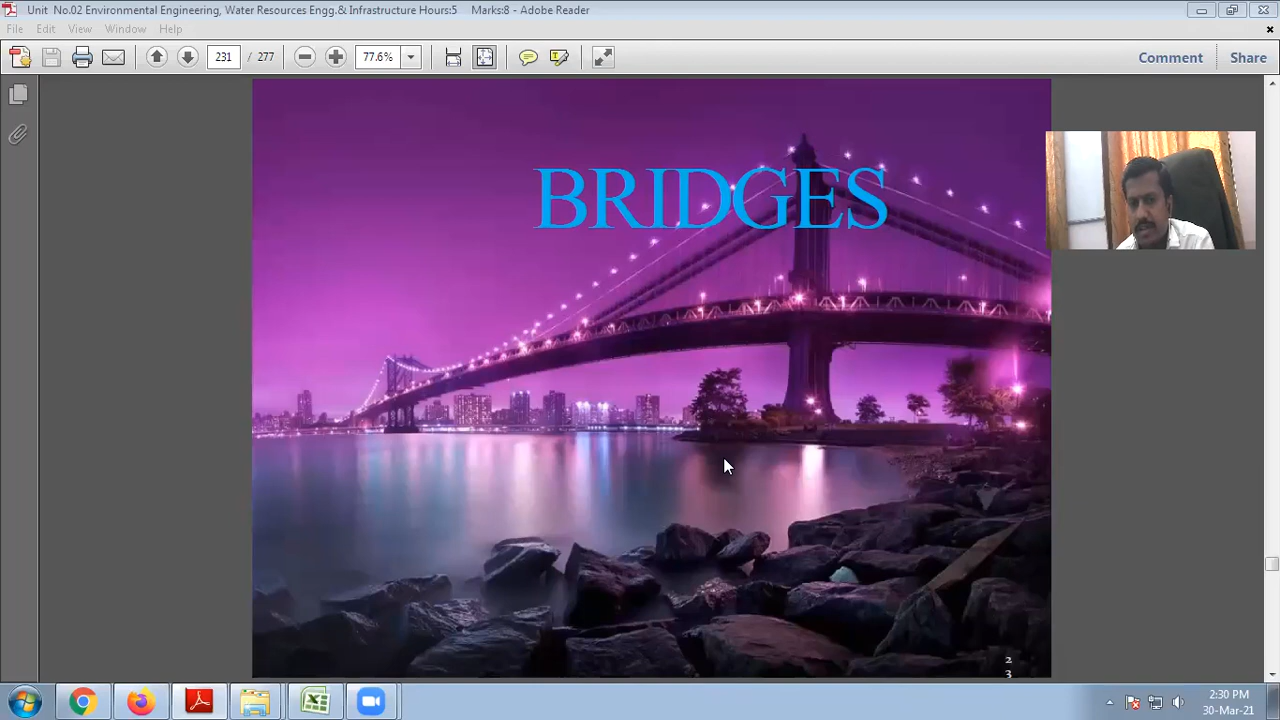 Unit  No.02 Environmental Engineering, Water Resources Engg.& Infrastructure Hours:5    Marks:8 - Adobe Reader
File Edit View Window Help
231 / 277 77.6% Comment Share
BRIDGES
2
3
2:30 PM
30-Mar-21